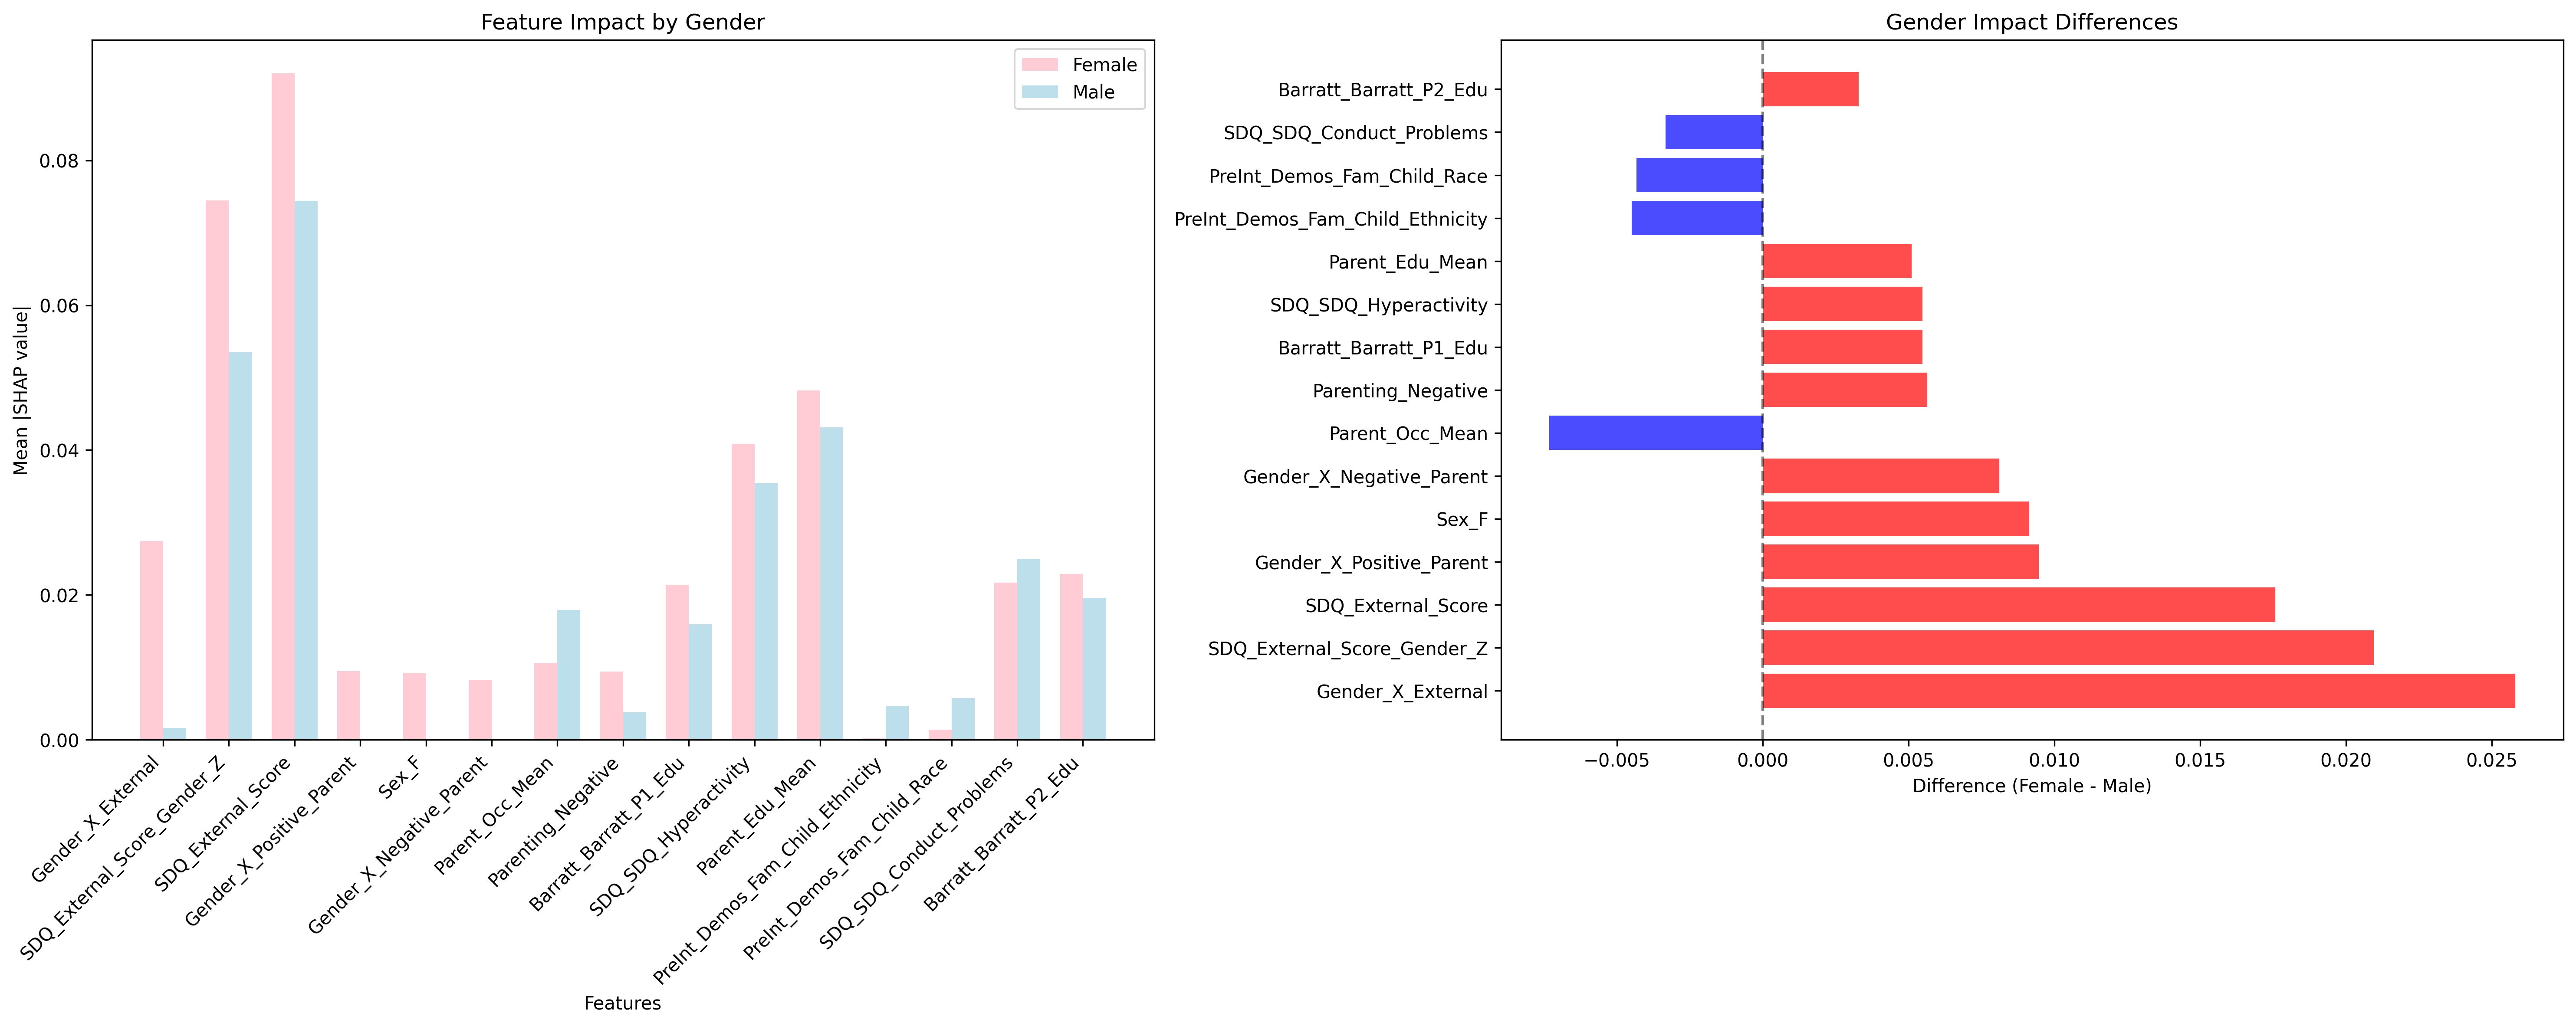 Feature Impact by Gender
Female
Male
Mean |SHAP value|
0.08
0.06
0.04
0.02
0.00
Gender_X_External
SDQ_External_Score_Gender_Z
SDQ_External_Score
Gender_X_Positive_Parent
Sex_F
Gender_X_Negative_Parent
Parent_Occ_Mean
Parenting_Negative
Barratt_Barratt_P1_Edu
SDQ_SDQ_Hyperactivity
Parent_Edu_Mean
PreInt_Demos_Fam_Child_Ethnicity
PreInt_Demos_Fam_Child_Race
SDQ_SDQ_Conduct_Problems
Barratt_Barratt_P2_Edu
Features
Gender Impact Differences
Barratt_Barratt_P2_Edu
SDQ_SDQ_Conduct_Problems
PreInt_Demos_Fam_Child_Race
PreInt_Demos_Fam_Child_Ethnicity
Parent_Edu_Mean
SDQ_SDQ_Hyperactivity
Barratt_Barratt_P1_Edu
Parenting_Negative
Parent_Occ_Mean
Gender_X_Negative_Parent
Sex_F
Gender_X_Positive_Parent
SDQ_External_Score
SDQ_External_Score_Gender_Z
Gender_X_External
−0.005 0.000 0.005 0.010 0.015 0.020 0.025
Difference (Female - Male)